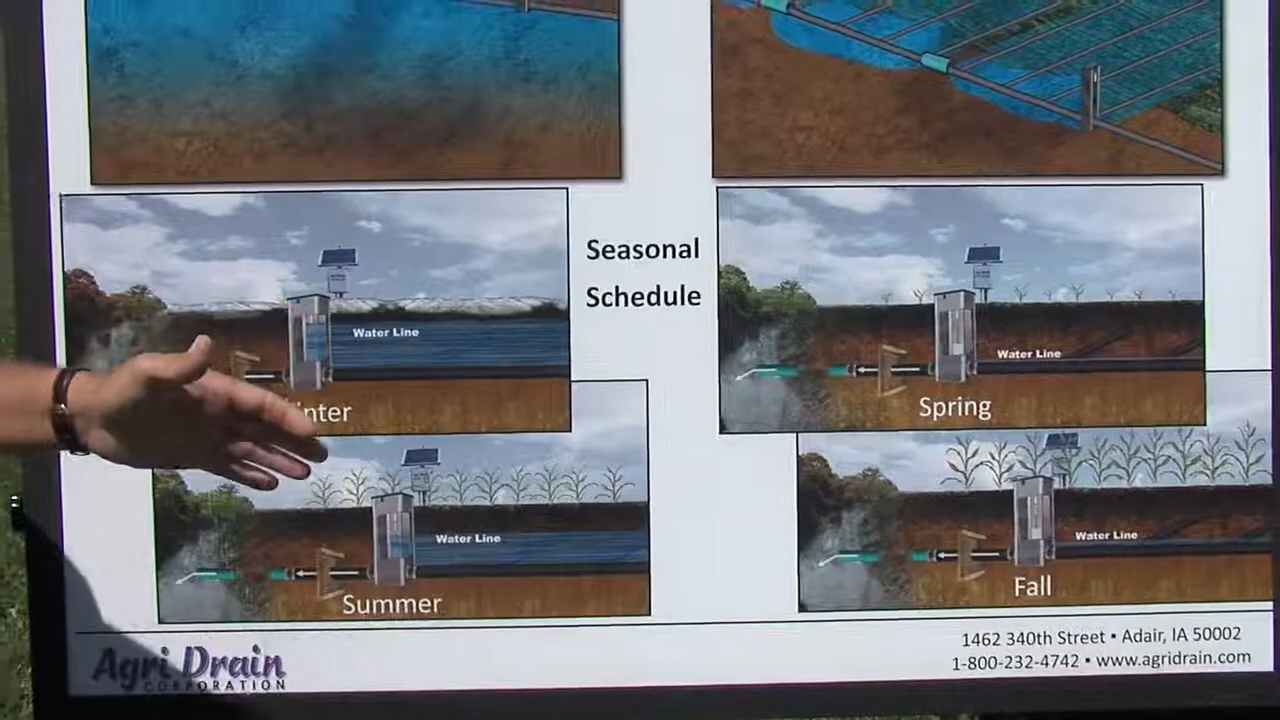 Seasonal
Schedule
Water Line
inter
Water Line
Spring
Water Line
Summer
Water Line
Fall
Agri Drain
CORPORATION
1462 340th Street • Adair, IA 50002
1-800-232-4742 • www.agridrain.com